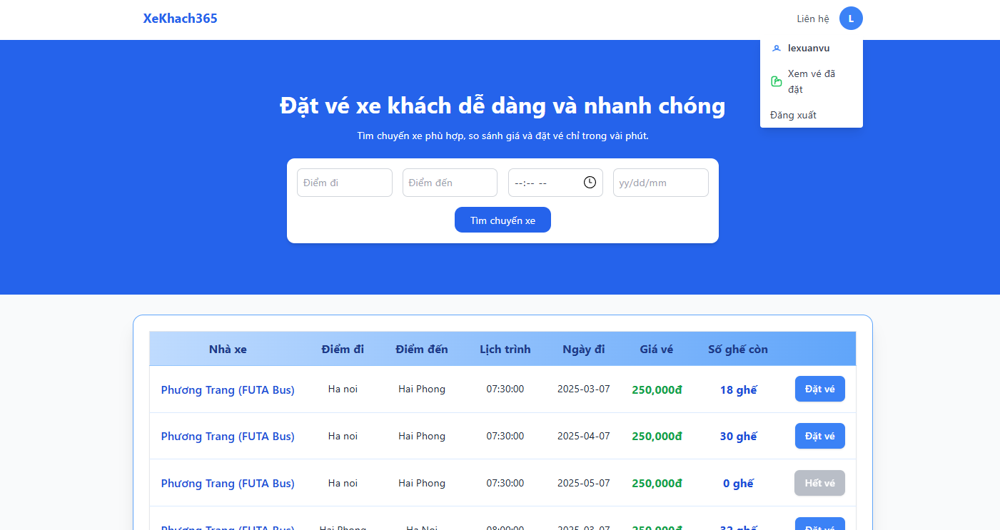 XeKhach365
Liên hệ
L
lexuanvu
Xem vé đã
đặt
Đăng xuất
Đặt vé xe khách dễ dàng và nhanh chóng
Tìm chuyến xe phù hợp, so sánh giá và đặt vé chỉ trong vài phút.
Điểm đi Điểm đến --:-- -- yy/dd/mm
Tìm chuyến xe
Nhà xe Điểm đi Điểm đến Lịch trình Ngày đi Giá vé Số ghế còn
Phương Trang (FUTA Bus) Ha noi Hai Phong 07:30:00 2025-03-07 250,000đ 18 ghế Đặt vé
Phương Trang (FUTA Bus) Ha noi Hai Phong 07:30:00 2025-04-07 250,000đ 30 ghế Đặt vé
Phương Trang (FUTA Bus) Ha noi Hai Phong 07:30:00 2025-05-07 250,000đ 0 ghế Hết vé
Phương Trang (FUTA Bus) Hai Phong Ha Noi 08:00:00 2025-03-07 250,000đ 32 ghế Đặt vé